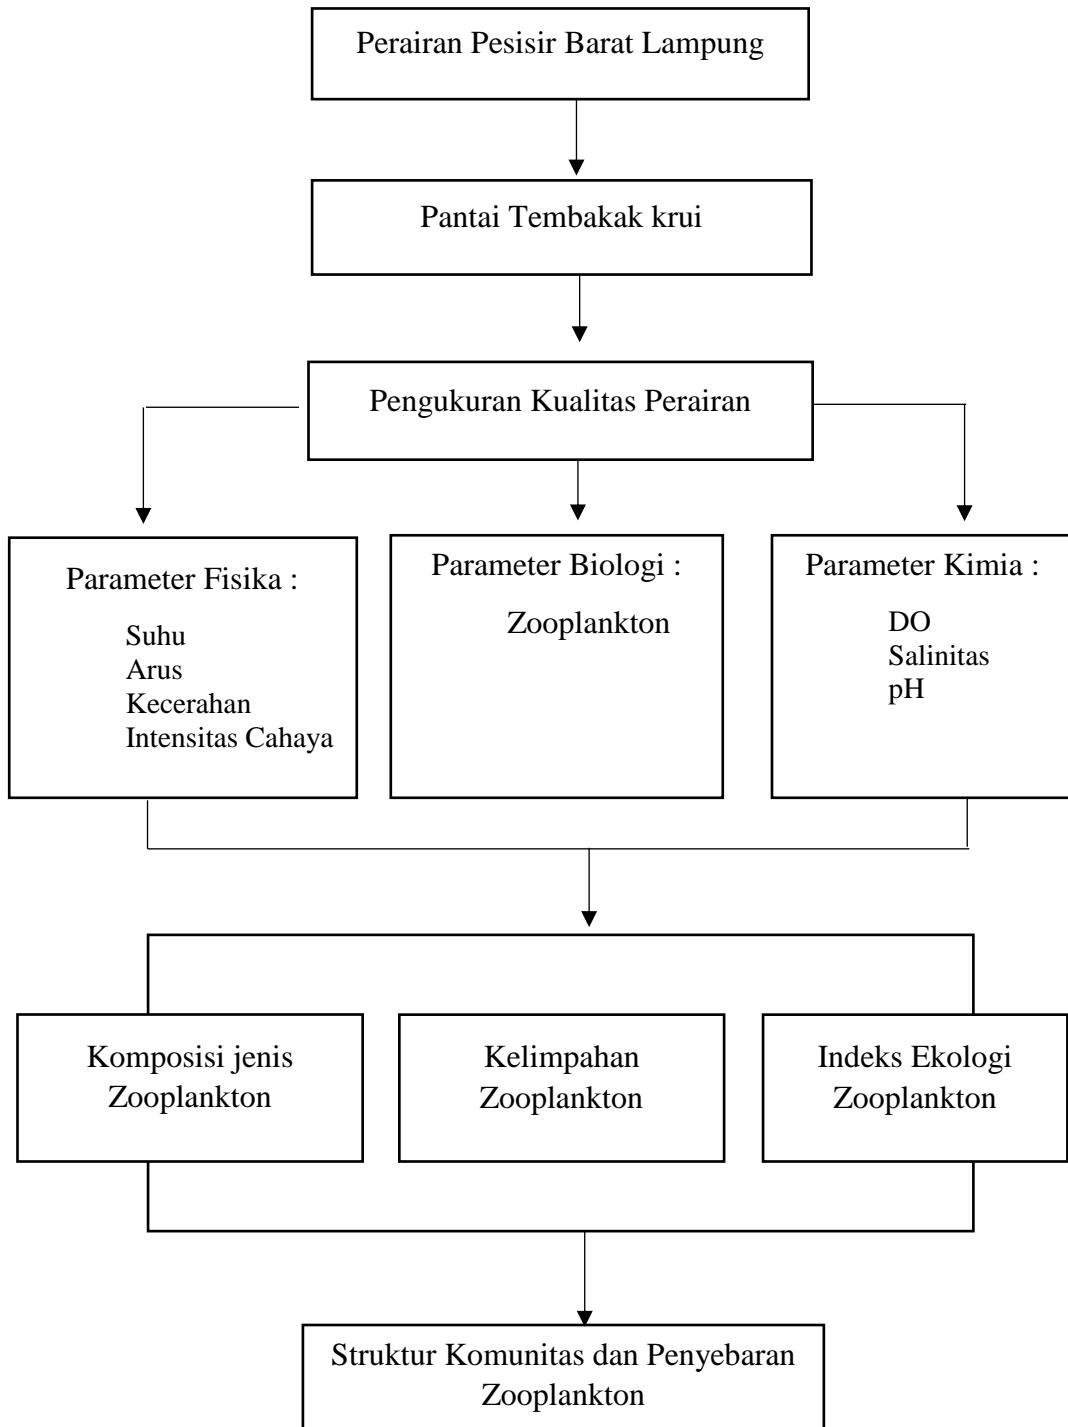 Perairan Pesisir Barat Lampung
Pantai Tembakak krui
Pengukuran Kualitas Perairan
Parameter Fisika :
Suhu
Arus
Kecerahan
Intensitas Cahaya
Parameter Biologi :
Zooplankton
Parameter Kimia :
DO
Salinitas
pH
Komposisi jenis
Zooplankton
Kelimpahan
Zooplankton
Indeks Ekologi
Zooplankton
Struktur Komunitas dan Penyebaran
Zooplankton